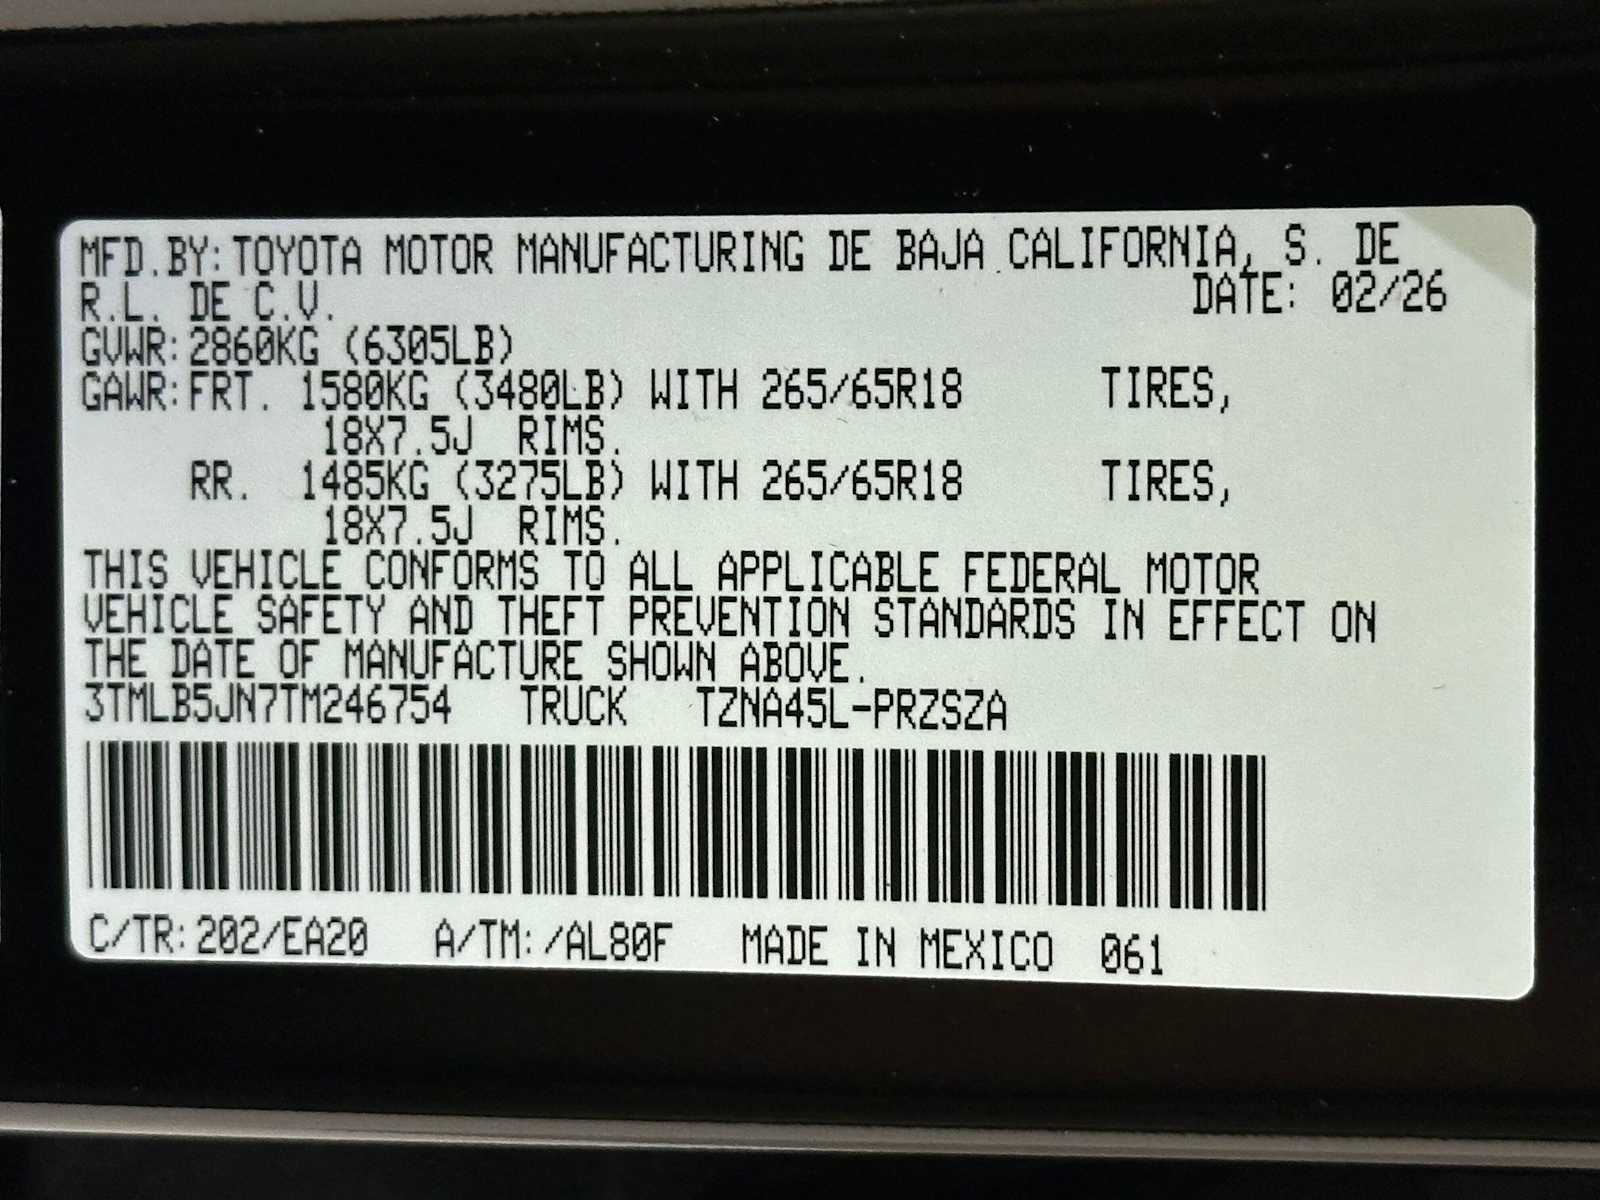 MFD.BY: TOYOTA MOTOR MANUFACTURING DE BAJA CALIFORNIA, S. DE
R.L. DE C.V. DATE: 02/26
GVWR: 2860KG (6305LB)
GAWR: FRT. 1580KG (3480LB) WITH 265/65R18 TIRES,
18X7.5J RIMS.
RR. 1485KG (3275LB) WITH 265/65R18 TIRES,
18X7.5J RIMS.
THIS VEHICLE CONFORMS TO ALL APPLICABLE FEDERAL MOTOR
VEHICLE SAFETY AND THEFT PREVENTION STANDARDS IN EFFECT ON
THE DATE OF MANUFACTURE SHOWN ABOVE.
3TMLB5JN7TM246754 TRUCK TZNA45L-PRZSZA
C/TR: 202/EA20 A/TM: /AL80F MADE IN MEXICO 061